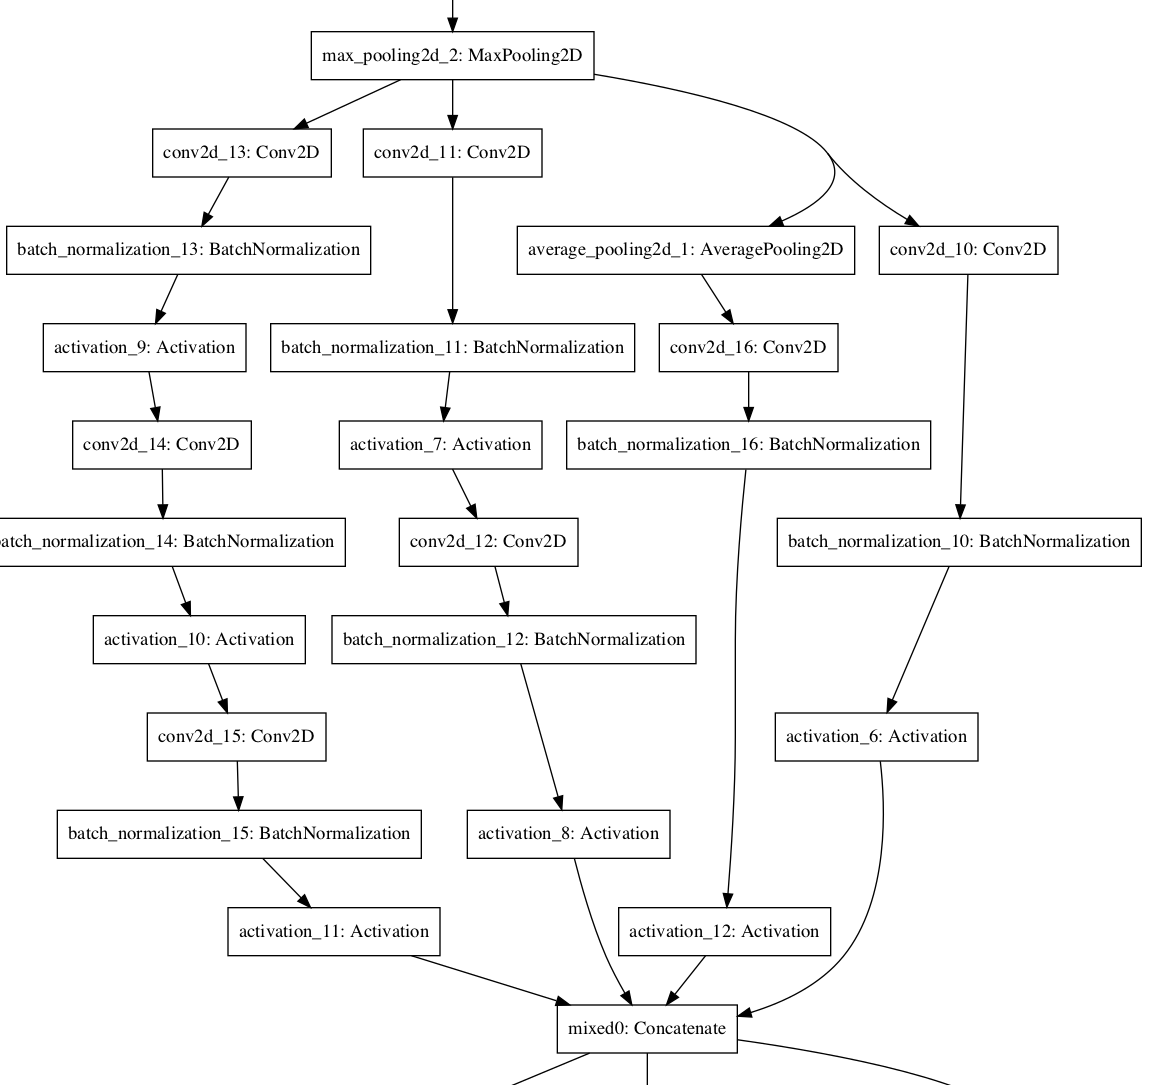 max_pooling2d_2: MaxPooling2D
conv2d_13: Conv2D
conv2d_11: Conv2D
batch_normalization_13: BatchNormalization
average_pooling2d_1: AveragePooling2D
conv2d_10: Conv2D
activation_9: Activation
batch_normalization_11: BatchNormalization
conv2d_16: Conv2D
conv2d_14: Conv2D
activation_7: Activation
batch_normalization_16: BatchNormalization
batch_normalization_14: BatchNormalization
conv2d_12: Conv2D
batch_normalization_10: BatchNormalization
activation_10: Activation
batch_normalization_12: BatchNormalization
conv2d_15: Conv2D
activation_6: Activation
batch_normalization_15: BatchNormalization
activation_8: Activation
activation_11: Activation
activation_12: Activation
mixed0: Concatenate